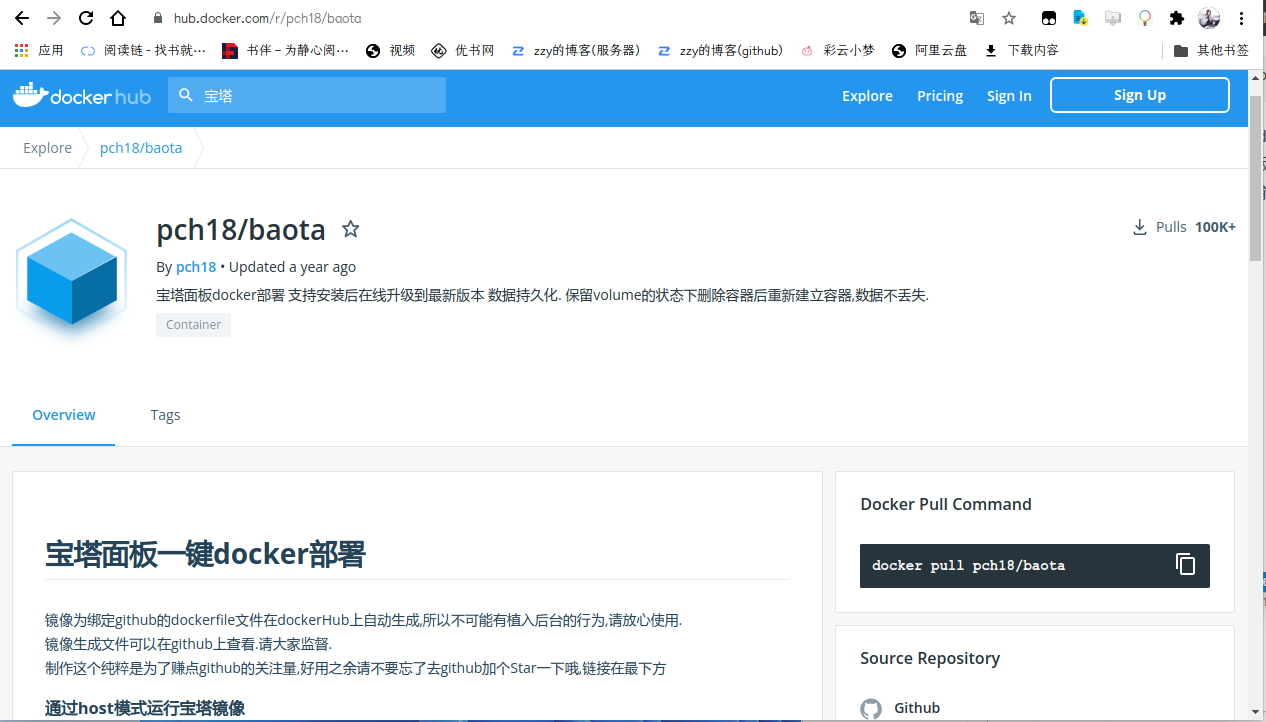 hub.docker.com/r/pch18/baota
应用 阅读链 - 找书就⋯ 书伴 – 为静心阅⋯ 视频 优书网 zzy的博客(服务器) zzy的博客(github) 彩云小梦 阿里云盘 下载内容 其他书签
docker hub 宝塔 Explore Pricing Sign In Sign Up
Explore pch18/baota
pch18/baota
Pulls 100K+
By pch18 • Updated a year ago
宝塔面板docker部署 支持安装后在线升级到最新版本 数据持久化. 保留volume的状态下删除容器后重新建立容器,数据不丢失.
Container
Overview Tags
宝塔面板一键docker部署
镜像为绑定github的dockerfile文件在dockerHub上自动生成,所以不可能有植入后台的行为,请放心使用.
镜像生成文件可以在github上查看.请大家监督.
制作这个纯粹是为了赚点github的关注量,好用之余请不要忘了去github加个Star一下哦,链接在最下方
通过host模式运行宝塔镜像
Docker Pull Command
docker pull pch18/baota
Source Repository
Github